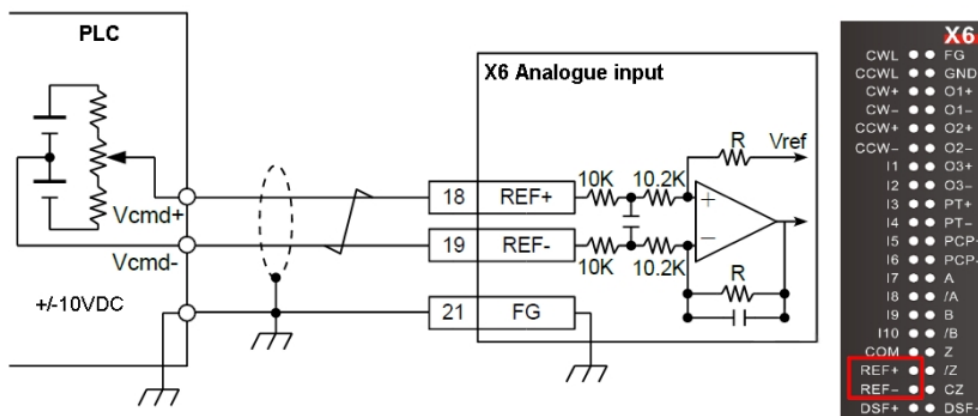 PLC
Vcmd+
Vcmd-
+/-10VDC
X6 Analogue input
R
Vref
18 REF+ 10K 10.2K +
19 REF- 10K 10.2K -
R
21 FG
X6
CWL FG
CCWL GND
CW+ O1+
CW- O1-
CCW+ O2+
CCW- O2-
I1 O3+
I2 O3-
I3 PT+
I4 PT-
I5 PCP
I6 PCP
I7 A
I8 /A
I9 B
I10 /B
COM Z
REF+ /Z
REF- CZ
DSF+ DSF